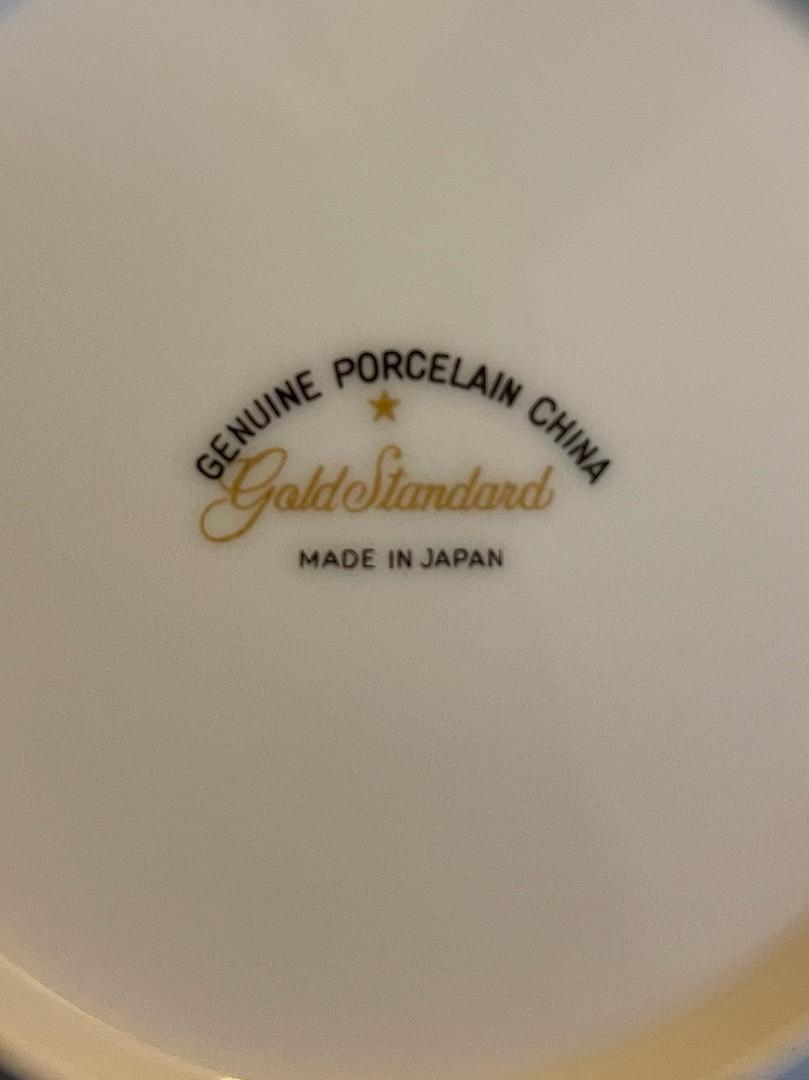 GENUINE PORCELAIN CHINA
Gold Standard
MADE IN JAPAN